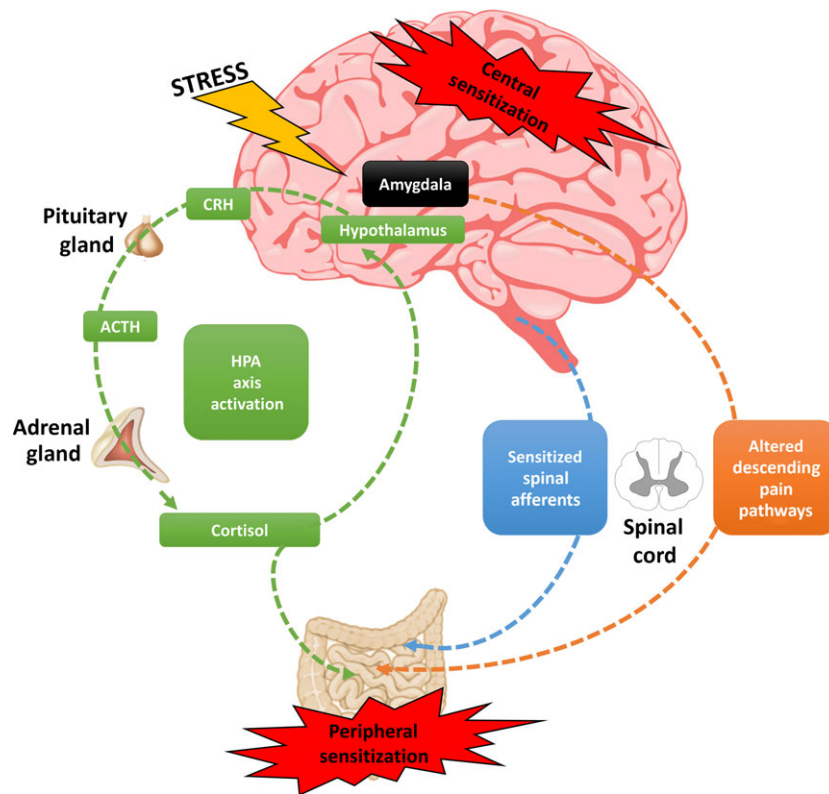 STRESS
Central
sensitization
Amygdala
CRH
Hypothalamus
Pituitary
gland
ACTH
HPA
axis
activation
Adrenal
gland
Cortisol
Sensitized
spinal
afferents
Spinal
cord
Altered
descending
pain
pathways
Peripheral
sensitization